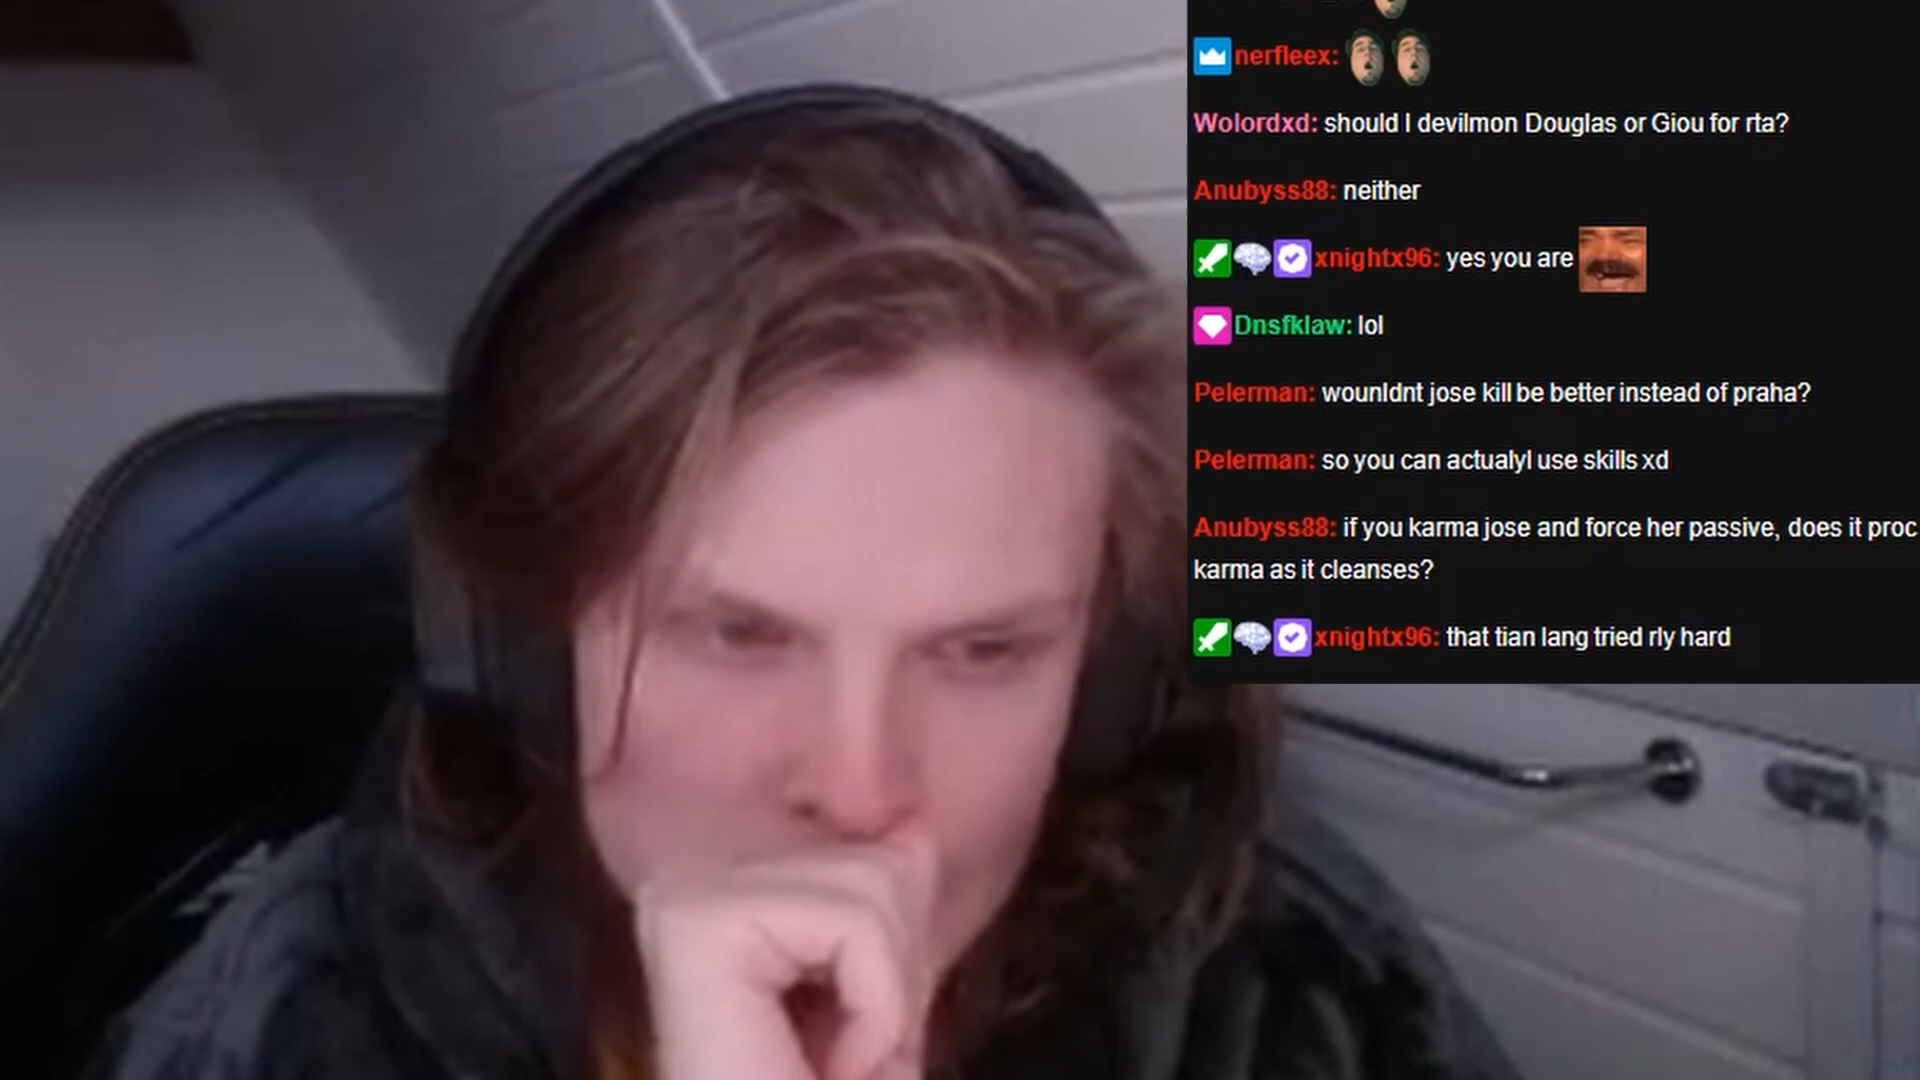 nerfleex:
Wolordxd: should I devilmon Douglas or Giou for rta?
Anubyss88: neither
xnightx96: yes you are
Dnsfklaw: lol
Pelerman: wounldnt jose kill be better instead of praha?
Pelerman: so you can actualyl use skills xd
Anubyss88: if you karma jose and force her passive, does it proc
karma as it cleanses?
xnightx96: that tian lang tried rly hard